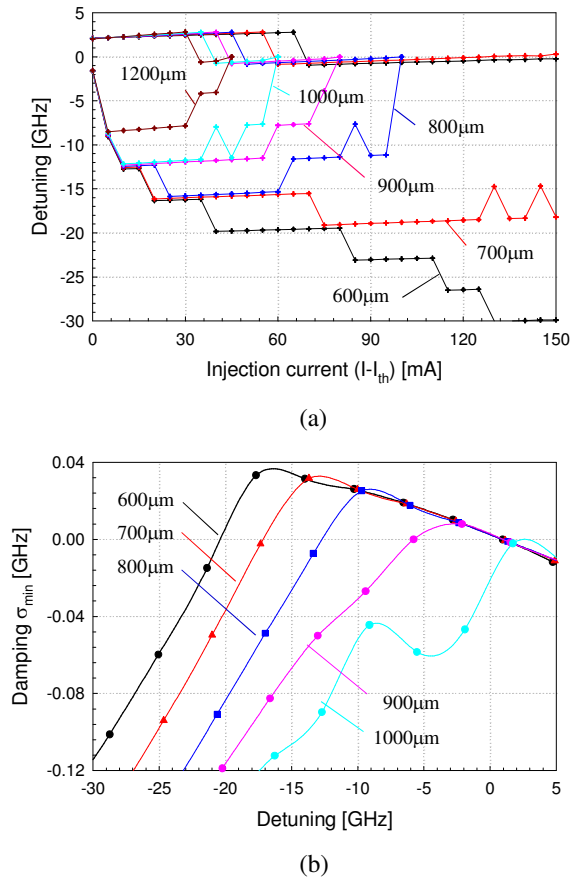 5
0
-5
-10
-15
-20
-25
-30
Detuning [GHz]
1200μm
1000μm
800μm
900μm
700μm
600μm
0 30 60 90 120 150
Injection current (I-I_th) [mA]
(a)
0.04
0.00
-0.04
-0.08
-0.12
Damping σ_min [GHz]
600μm
700μm
800μm
900μm
1000μm
-30 -25 -20 -15 -10 -5 0 5
Detuning [GHz]
(b)